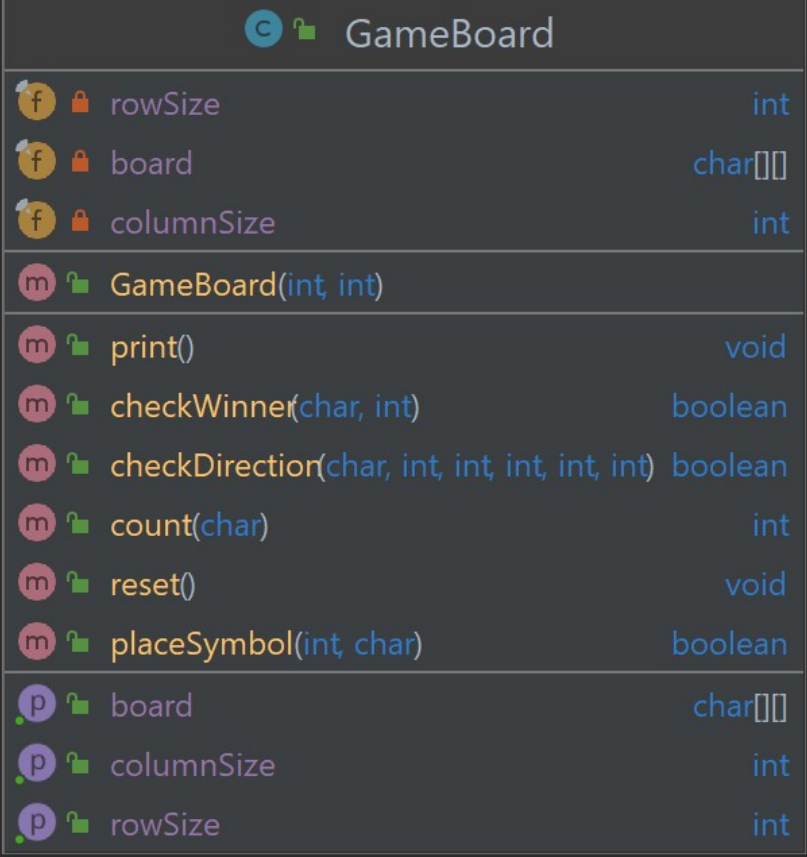 C GameBoard
f rowSize int
f board char[][]
f columnSize int
m GameBoard(int, int)
m print() void
m checkWinner(char, int) boolean
m checkDirection(char, int, int, int, int, int) boolean
m count(char) int
m reset() void
m placeSymbol(int, char) boolean
p board char[][]
p columnSize int
p rowSize int